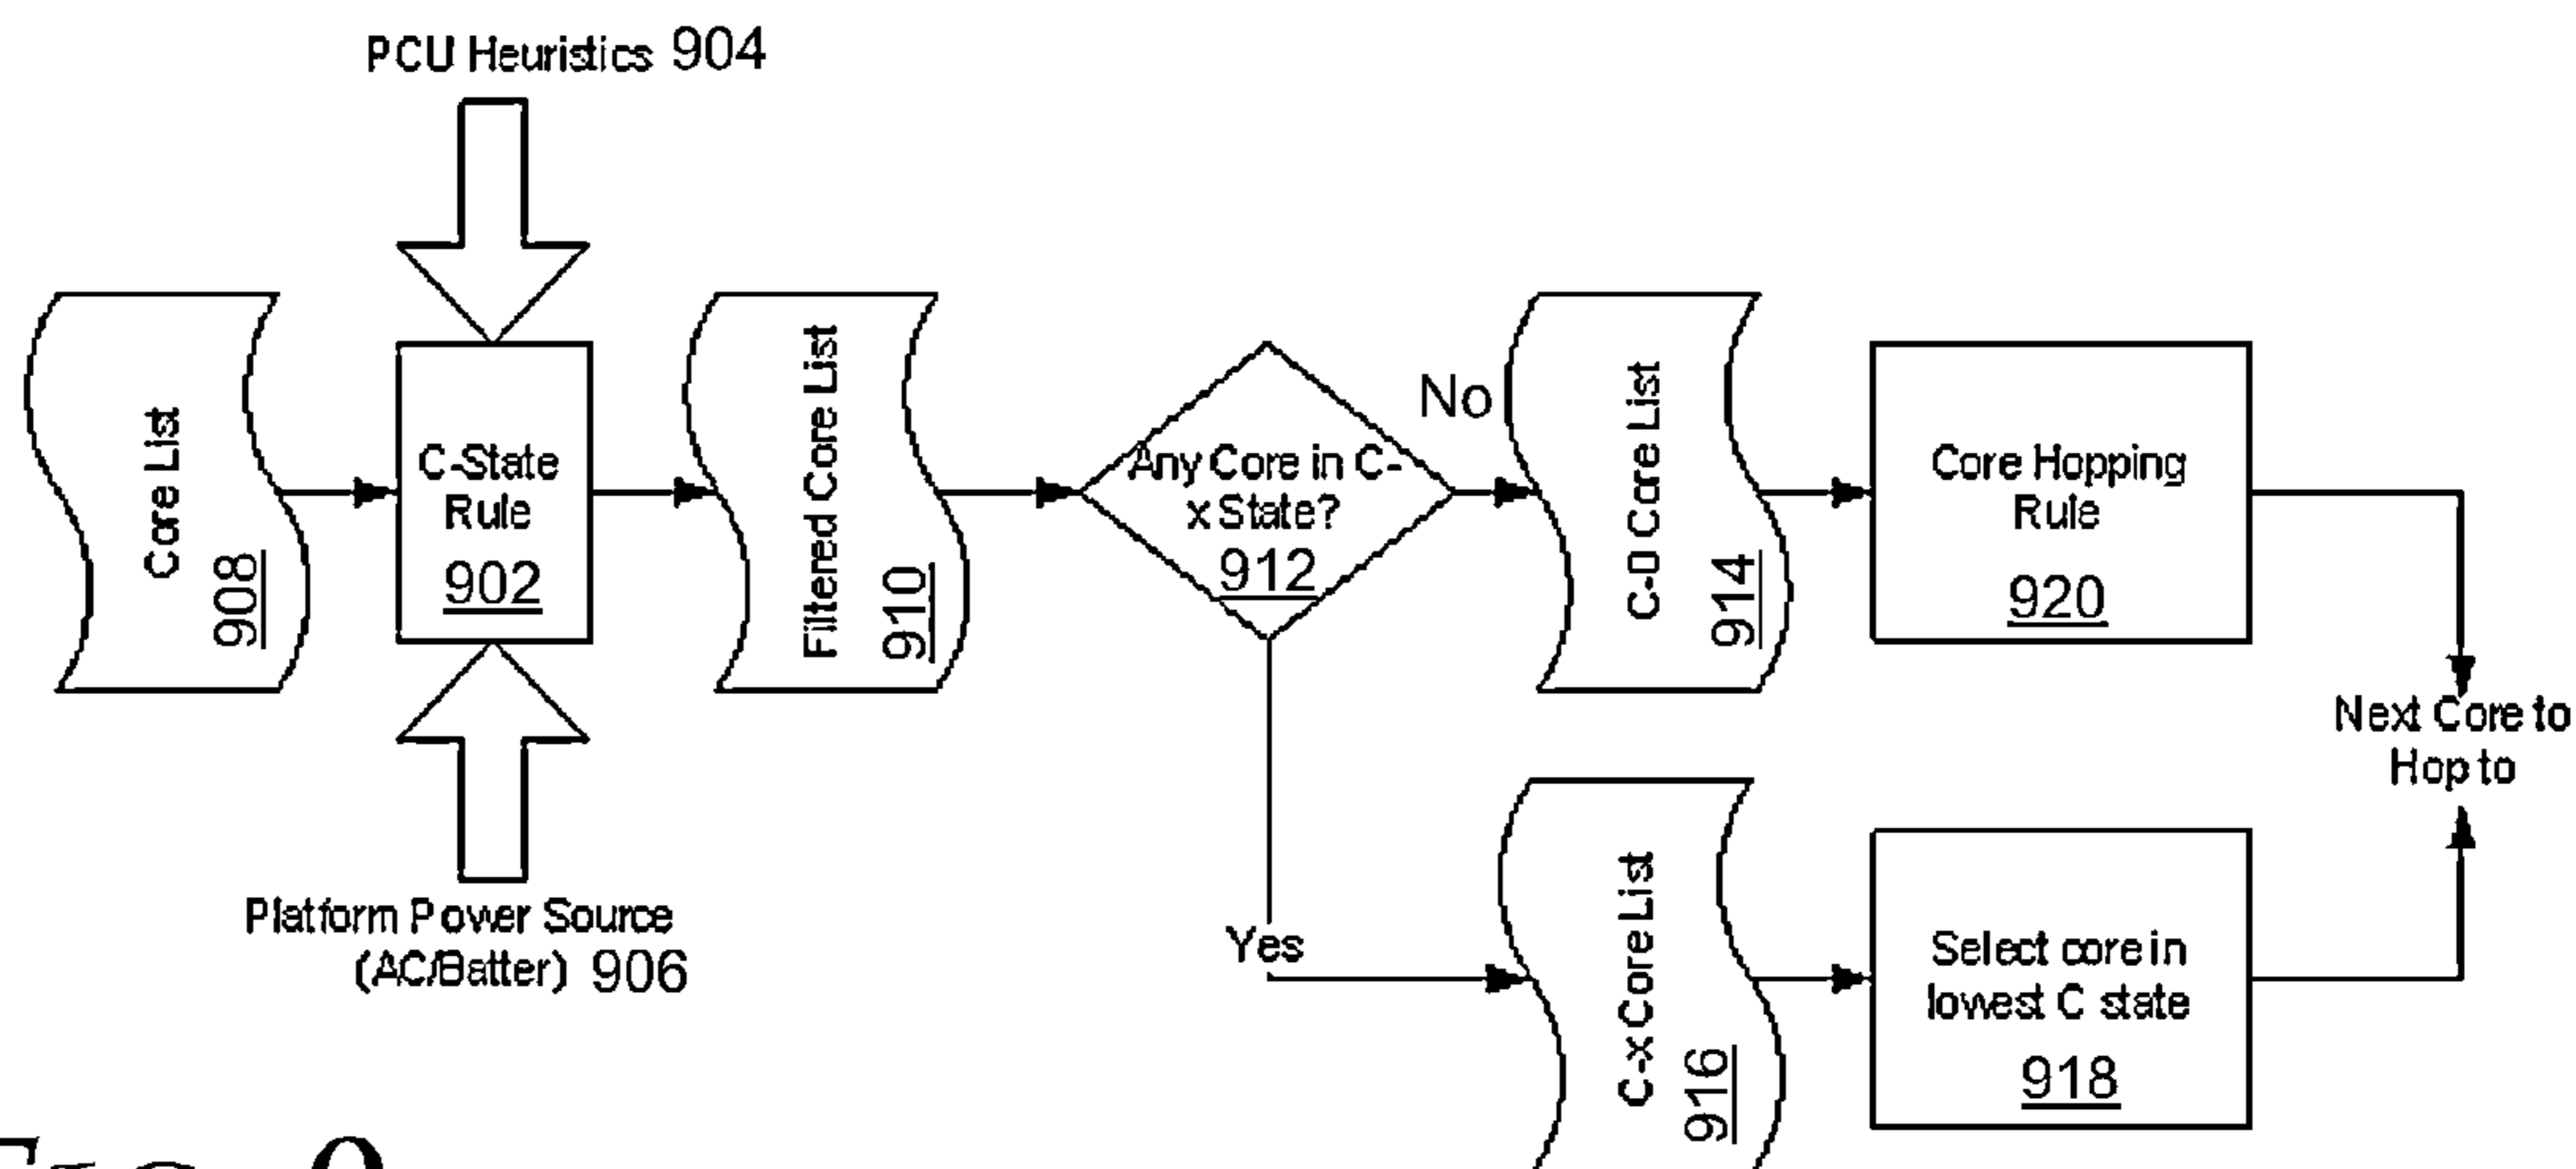 PCU Heuristics 904
Core List
908
C-State
Rule
902
Platform Power Source
(AC/Batter) 906
Filtered Core List
910
Any Core in C-
x State?
912
No
Yes
C-0 Core List
914
Core Hopping
Rule
920
C-x Core List
916
Select core in
lowest C state
918
Next Core to
Hop to